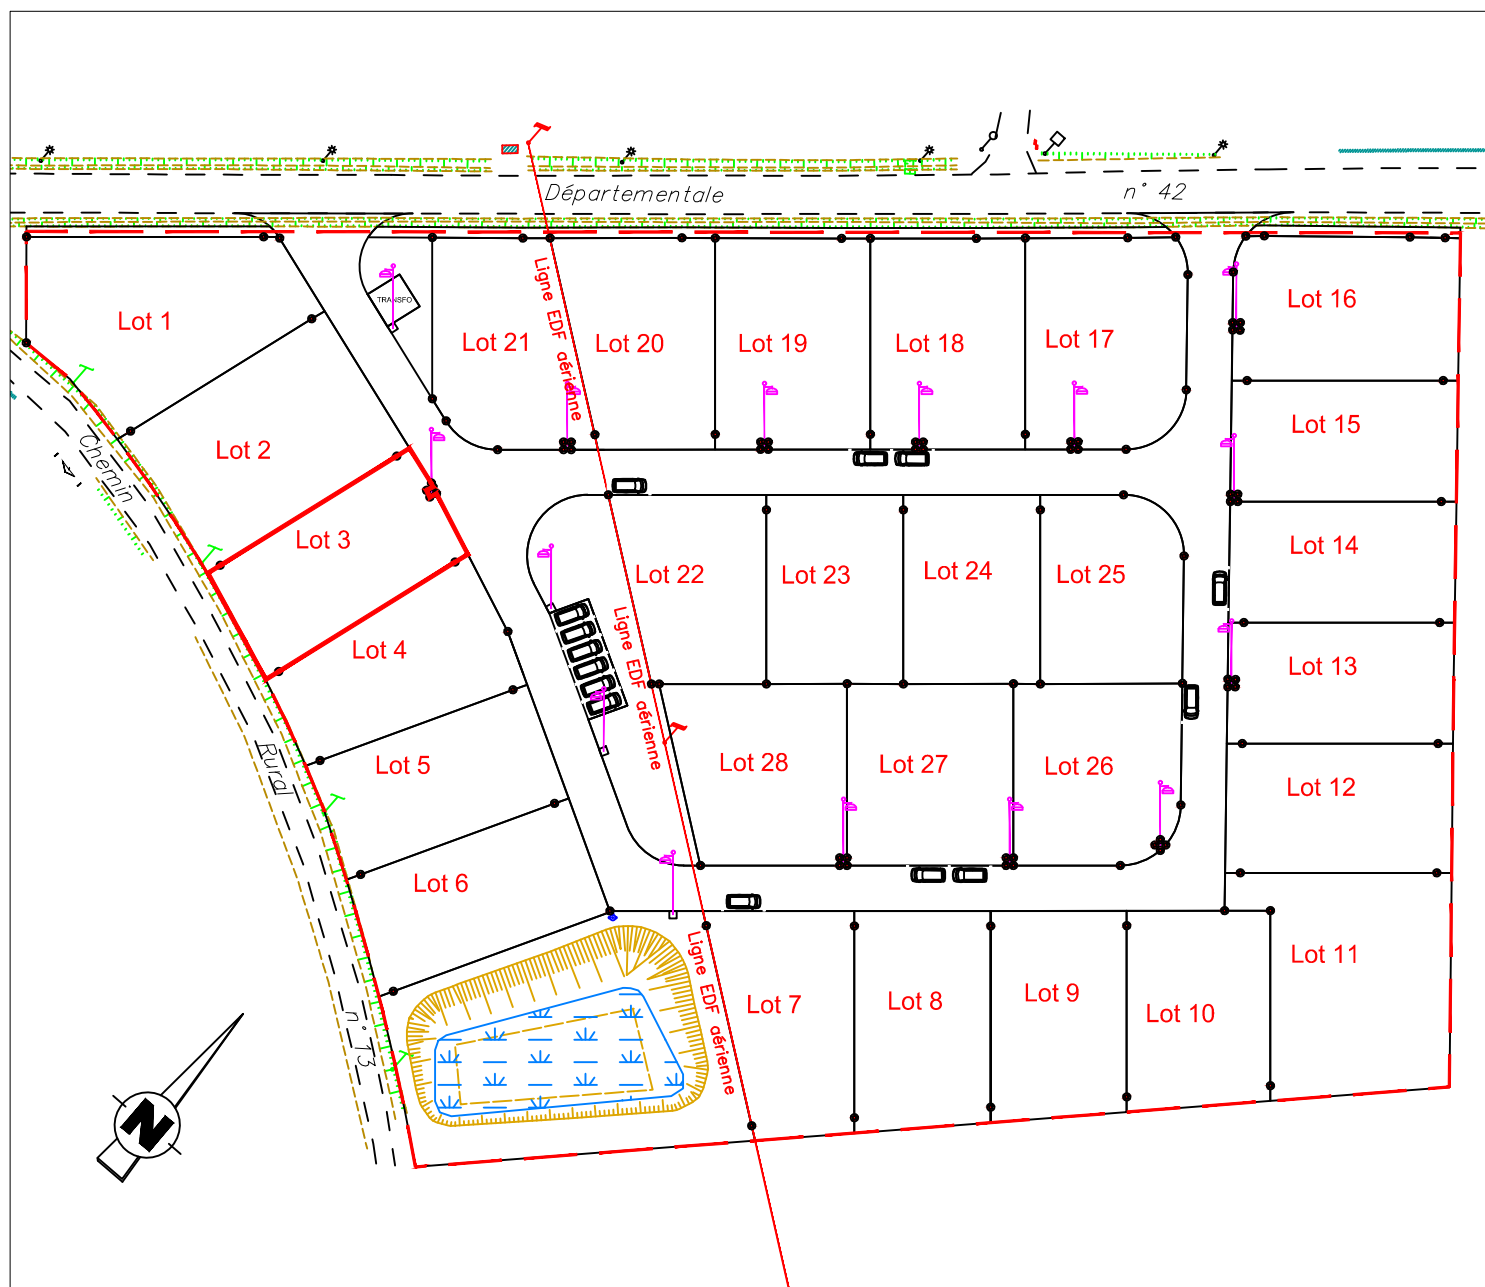 Départementale
n° 42
Lot 1
TRANSFO
Lot 21
Ligne EDF aérienne
Lot 20
Lot 19
Lot 18
Lot 17
Lot 16
Lot 2
Chemin
Lot 15
Lot 3
Lot 14
Lot 22
Lot 23
Lot 24
Lot 25
Lot 4
Ligne EDF aérienne
Lot 13
Rural
Lot 5
Lot 28
Lot 27
Lot 26
Lot 12
Lot 6
Lot 11
Ligne EDF aérienne
Lot 7
Lot 8
Lot 9
Lot 10
n° 13
N